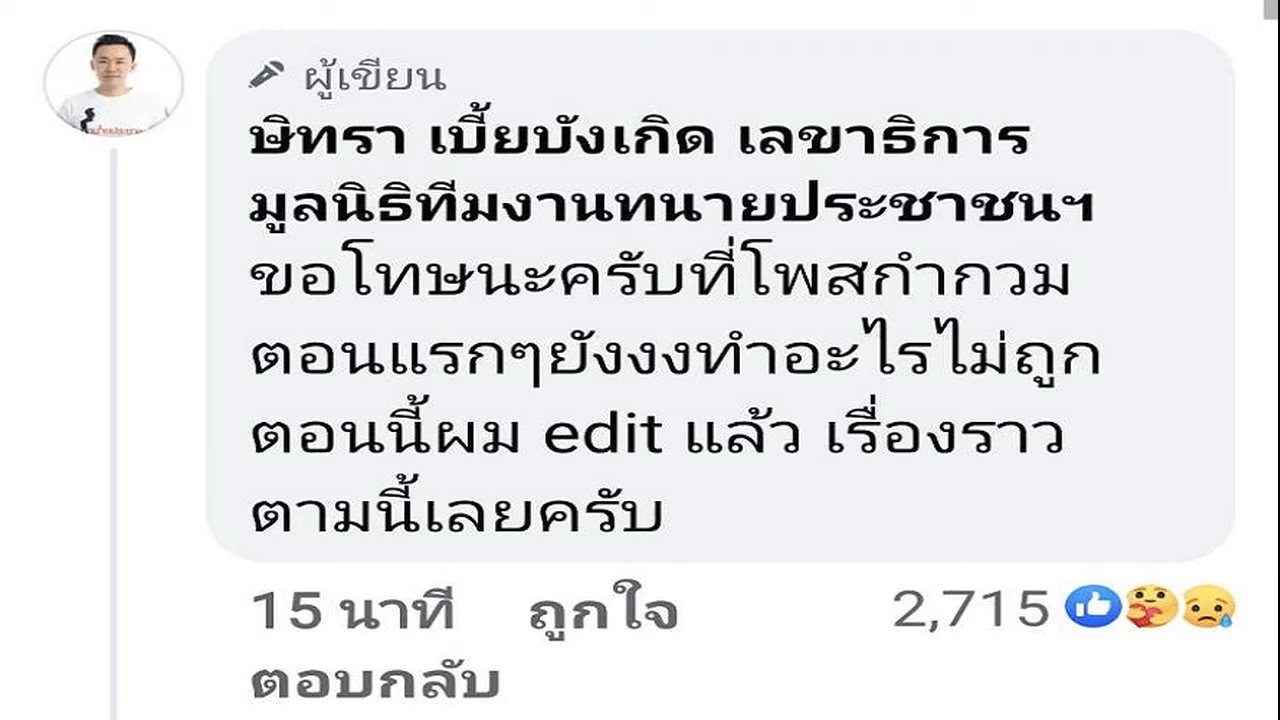 ผู้เขียน
ษิทรา เบี้ยบังเกิด เลขาธิการ
มูลนิธิทีมงานทนายประชาชนฯ
ขอโทษนะครับที่โพสกำกวม
ตอนแรกๆยังงงทำอะไรไม่ถูก
ตอนนี้ผม edit แล้ว เรื่องราว
ตามนี้เลยครับ
15 นาที ถูกใจ 2,715
ตอบกลับ